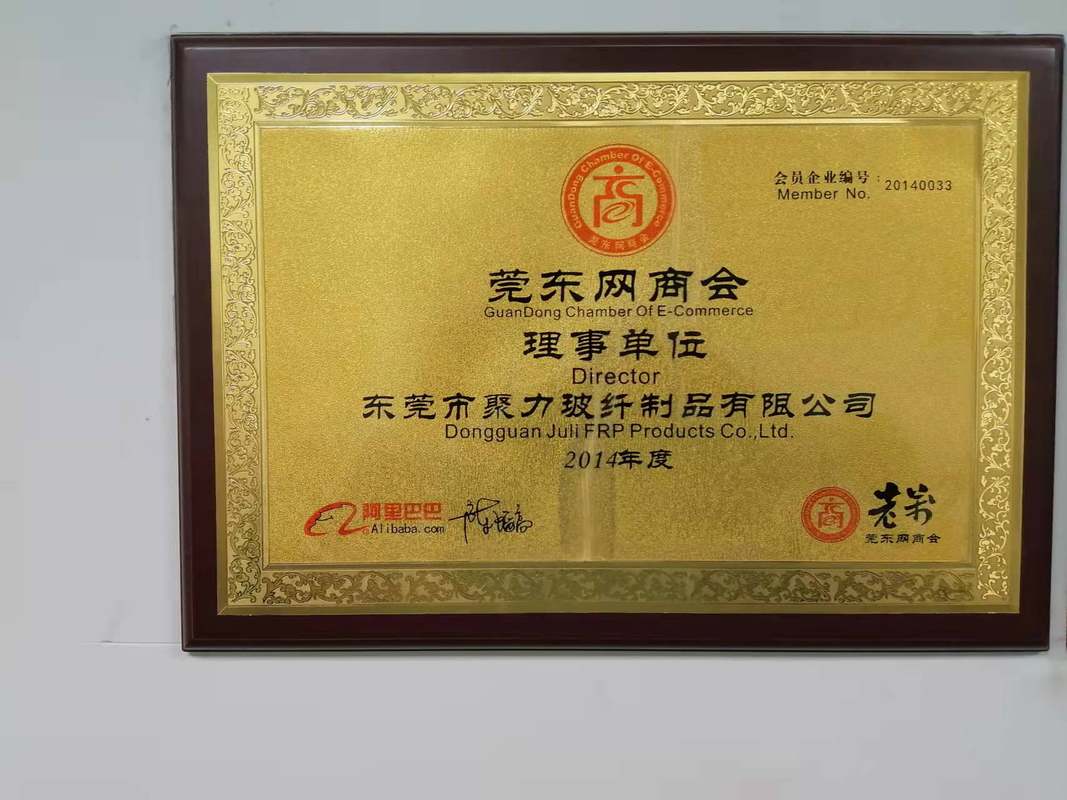 GuanDong Chamber Of E-Commerce
商
莞东网商会
会员企业编号：20140033
Member No.
莞东网商会
GuanDong Chamber Of E-Commerce
理事单位
Director
东莞市聚力玻纤制品有限公司
Dongguan Juli FRP Products Co.,Ltd.
2014年度
阿里巴巴
Alibaba.com
商
莞东网商会